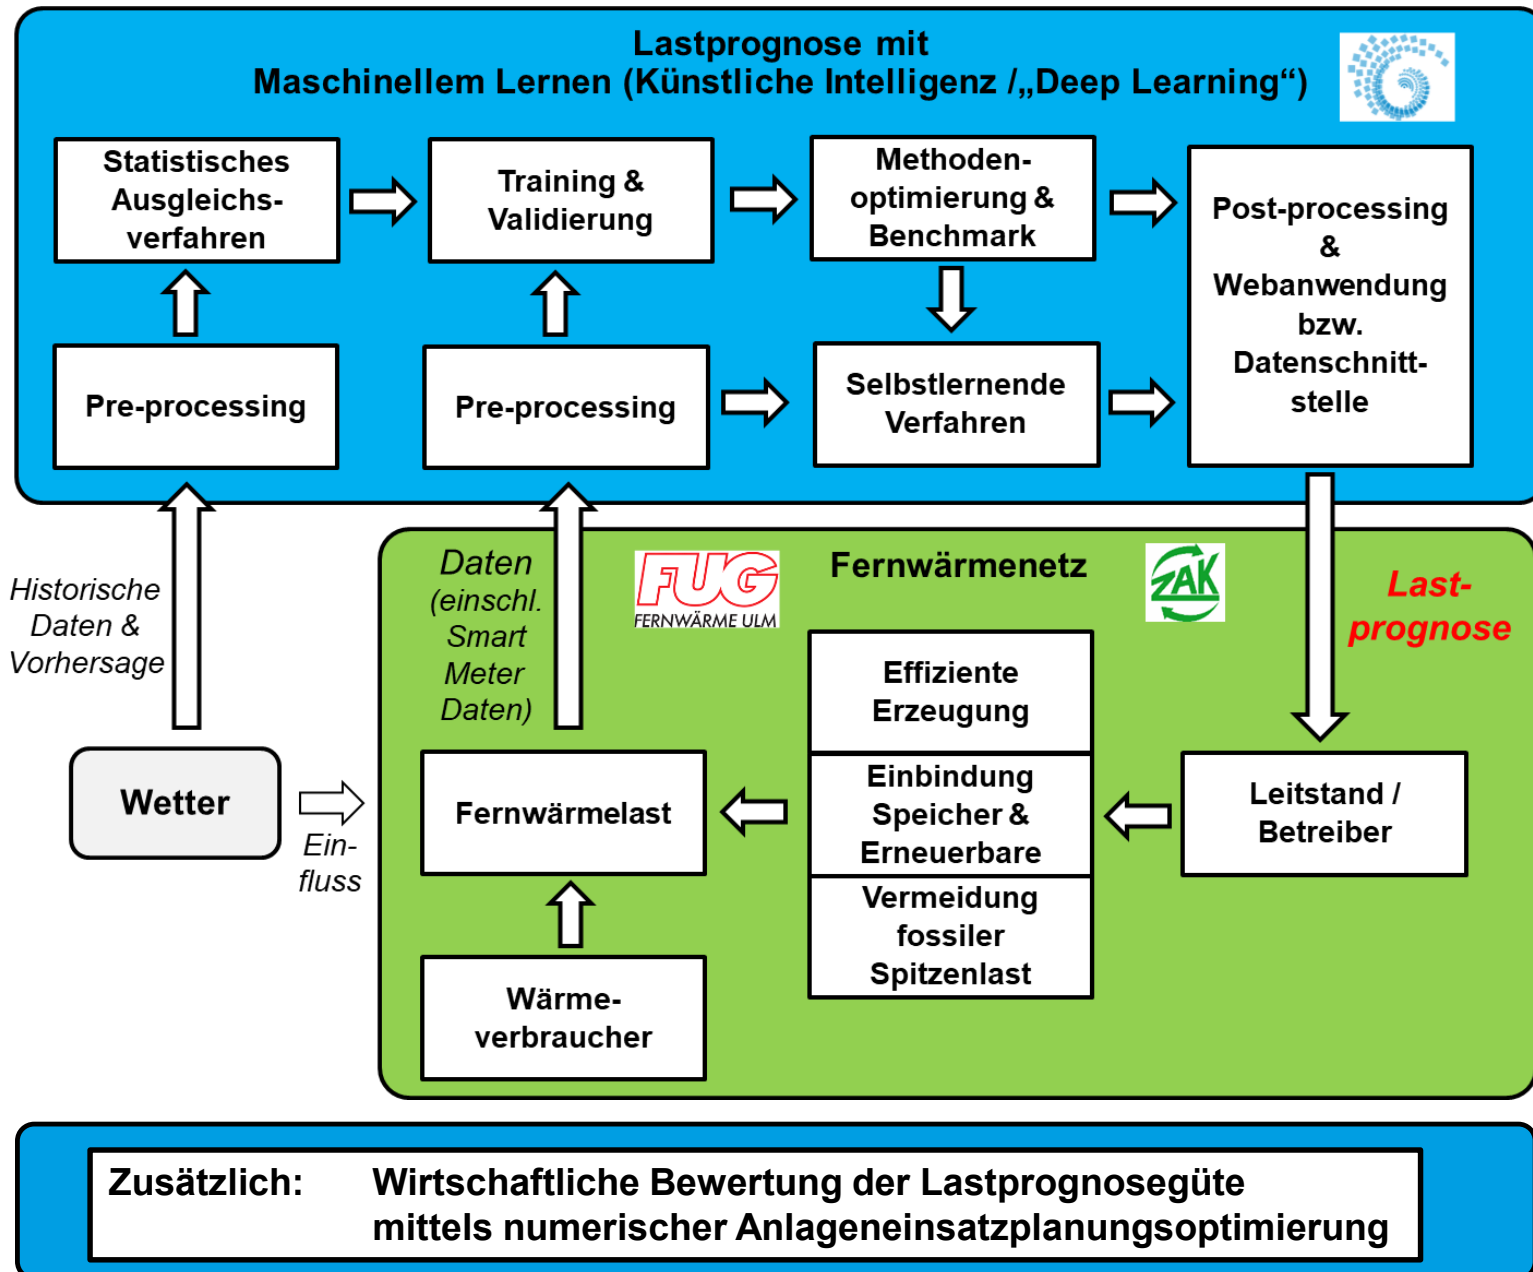 Lastprognose mit
Maschinellem Lernen (Künstliche Intelligenz /„Deep Learning“)
Statistisches
Ausgleichs-
verfahren
Training &
Validierung
Methoden-
optimierung &
Benchmark
Post-processing
&
Webanwendung
bzw.
Datenschnitt-
stelle
Pre-processing
Pre-processing
Selbstlernende
Verfahren
Historische
Daten &
Vorhersage
Daten
(einschl.
Smart
Meter
Daten)
FUG
FERNWÄRME ULM
Fernwärmenetz
ZAK
Last-
prognose
Effiziente
Erzeugung
Wetter
Ein-
fluss
Fernwärmelast
Einbindung
Speicher &
Erneuerbare
Leitstand /
Betreiber
Vermeidung
fossiler
Spitzenlast
Wärme-
verbraucher
Zusätzlich: Wirtschaftliche Bewertung der Lastprognosegüte
mittels numerischer Anlageneinsatzplanungsoptimierung